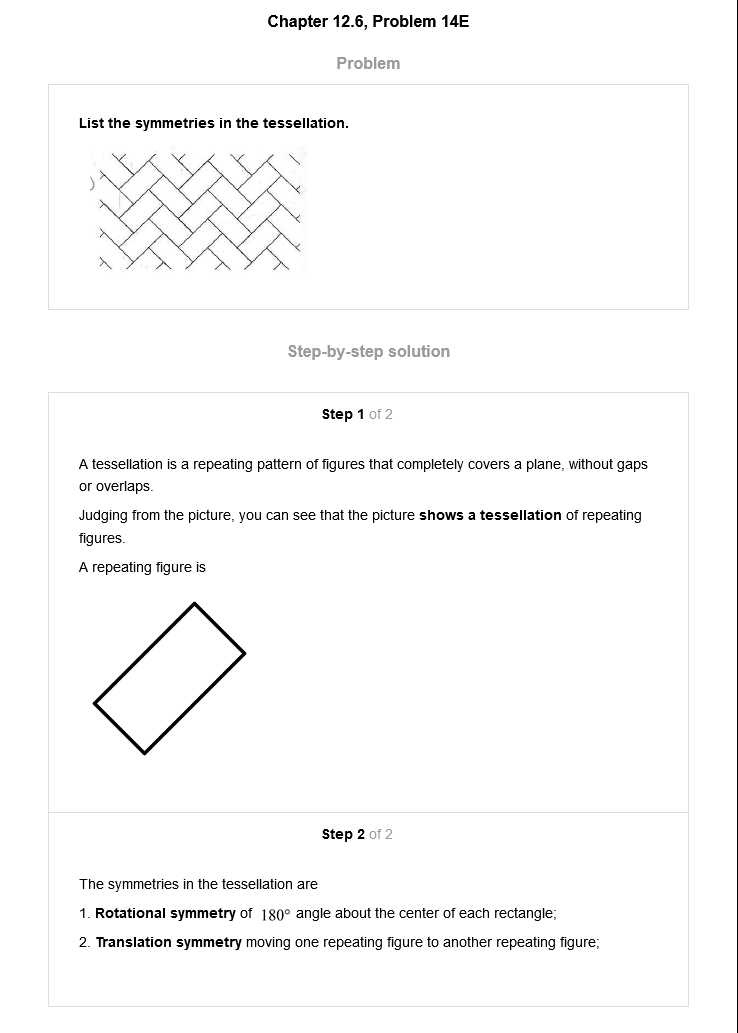 Chapter 12.6, Problem 14E
Problem
List the symmetries in the tessellation.
Step-by-step solution
Step 1 of 2
A tessellation is a repeating pattern of figures that completely covers a plane, without gaps
or overlaps.
Judging from the picture, you can see that the picture shows a tessellation of repeating
figures.
A repeating figure is
Step 2 of 2
The symmetries in the tessellation are
1. Rotational symmetry of 180° angle about the center of each rectangle;
2. Translation symmetry moving one repeating figure to another repeating figure;